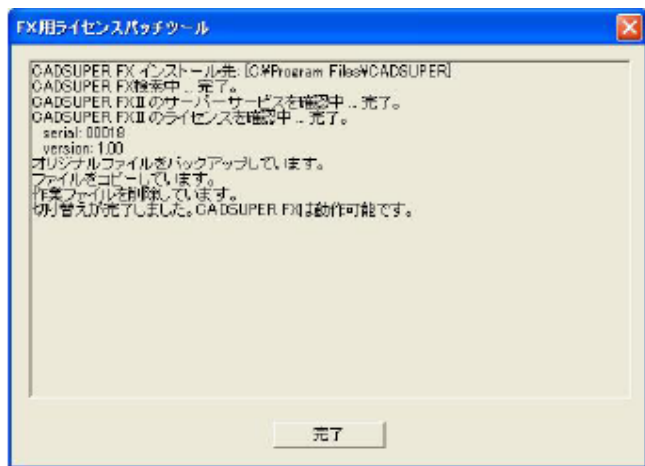 FX用ライセンスパッチツール
CADSUPER FX インストール先: [C¥Program Files¥CADSUPER]
CADSUPER FX検索中 ... 完了。
CADSUPER FXⅡ のサーバーサービスを確認中 ... 完了。
CADSUPER FXⅡ のライセンスを確認中 ... 完了。
serial: 00018
version: 1.00
オリジナルファイルをバックアップしています。
ファイルをコピーしています。
作業ファイルを削除しています。
切り替えが完了しました。CADSUPER FXは動作可能です。
完了